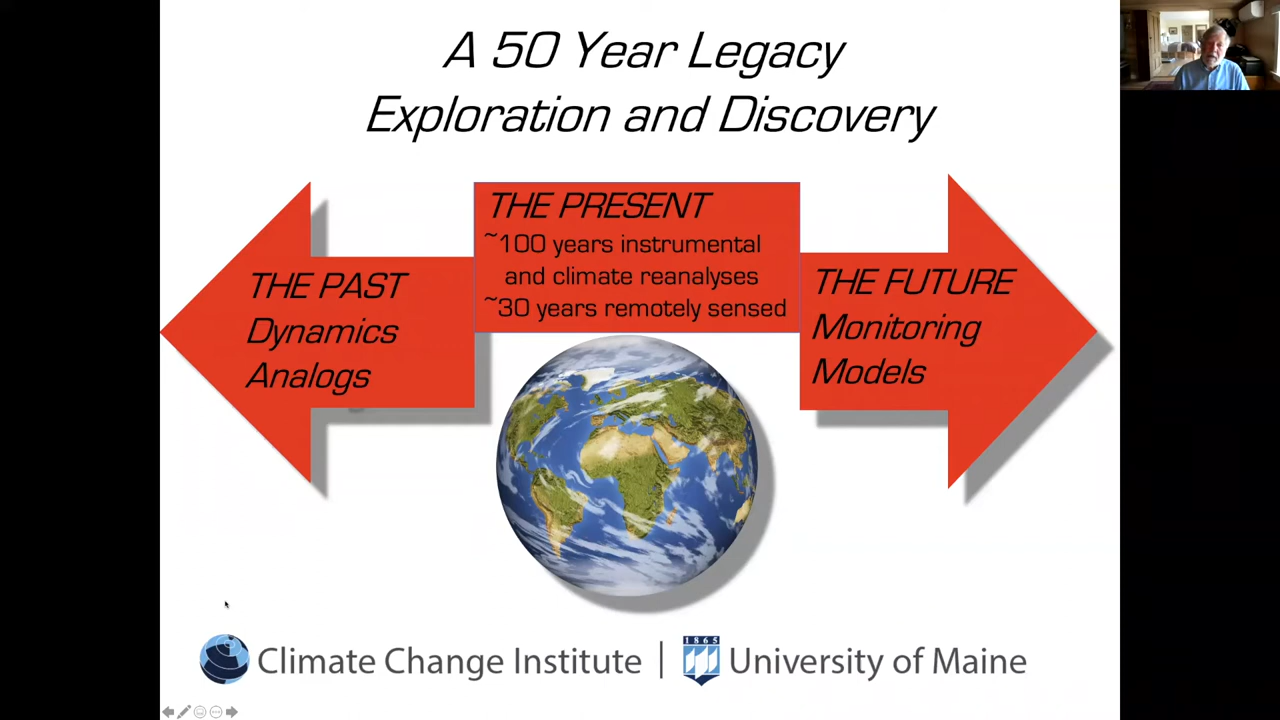 A 50 Year Legacy
Exploration and Discovery
THE PAST
Dynamics
Analogs
THE PRESENT
~100 years instrumental
and climate reanalyses
~30 years remotely sensed
THE FUTURE
Monitoring
Models
Climate Change Institute | 1865 University of Maine